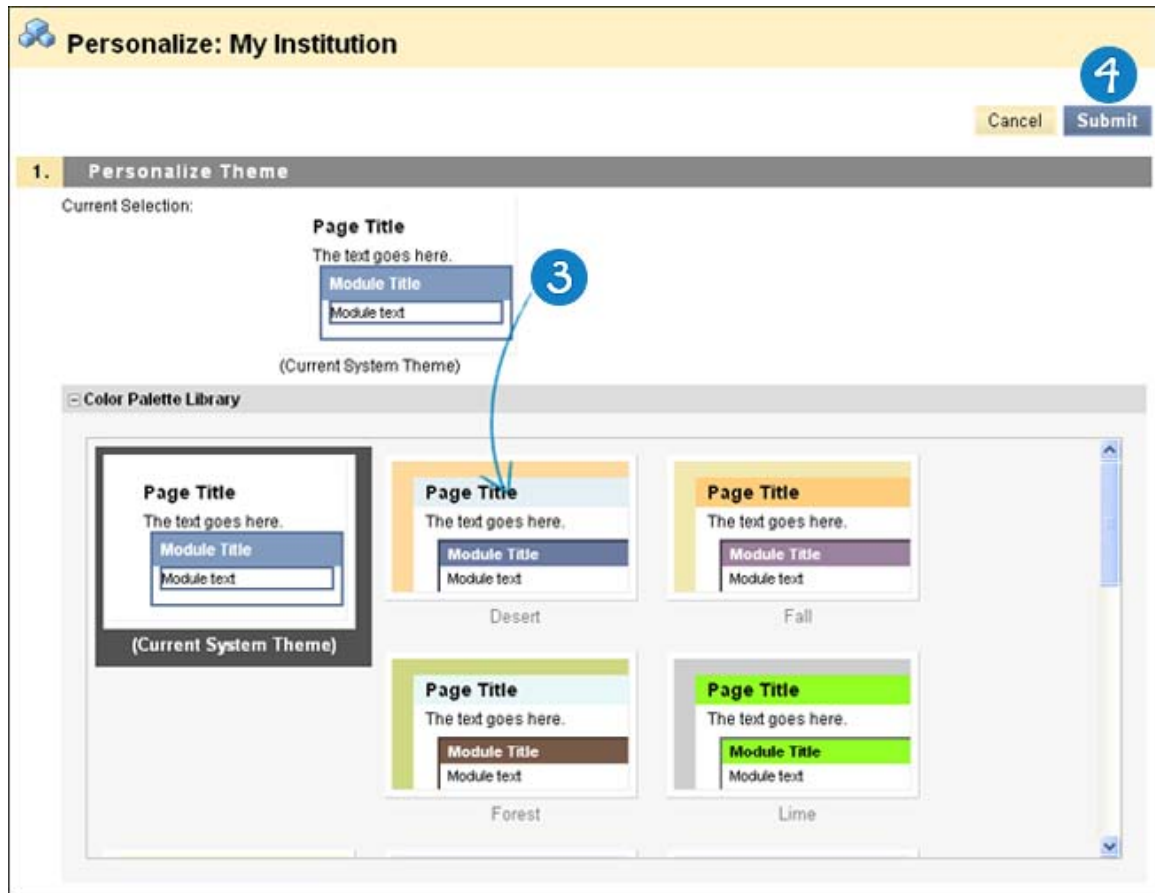 Personalize: My Institution
4
Cancel Submit
1. Personalize Theme
Current Selection:
Page Title
The text goes here.
Module Title
Module text
3
(Current System Theme)
Color Palette Library
Page Title
The text goes here.
Module Title
Module text
(Current System Theme)
Page Title
The text goes here.
Module Title
Module text
Desert
Page Title
The text goes here.
Module Title
Module text
Fall
Page Title
The text goes here.
Module Title
Module text
Forest
Page Title
The text goes here.
Module Title
Module text
Lime